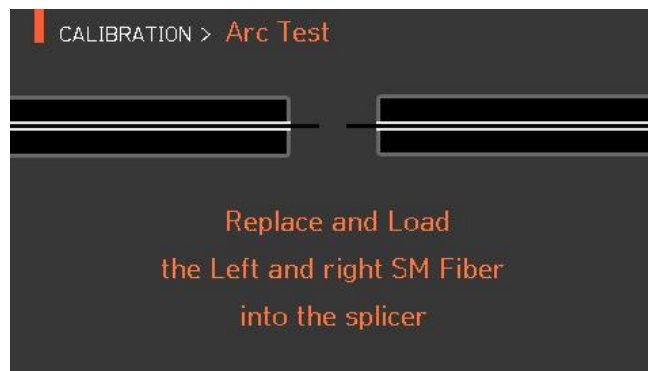 CALIBRATION > Arc Test
Replace and Load
the Left and right SM Fiber
into the splicer